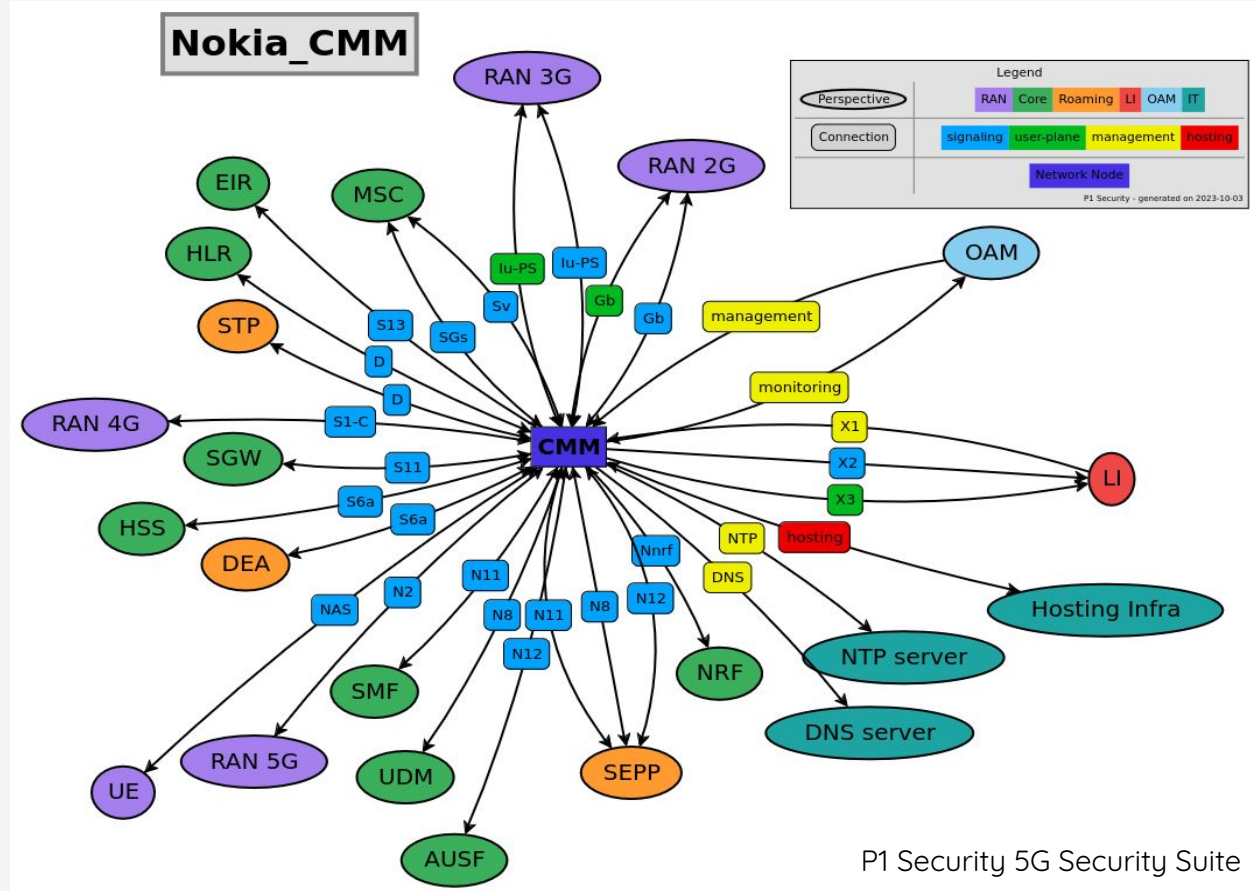 Nokia_CMM
RAN 3G
Legend
Perspective
RAN Core Roaming LI OAM IT
Connection
signaling user-plane management hosting
Network Node
P1 Security - generated on 2023-10-03
RAN 2G
EIR
MSC
HLR
OAM
STP
Iu-PS
Iu-PS
Gb
Gb
Sv
SGs
S13
D
D
management
monitoring
RAN 4G
S1-C
X1
CMM
SGW
S11
X2
LI
X3
HSS
S6a
S6a
DEA
NTP
hosting
Nnrf
DNS
N11
N2
NAS
N8
N11
N8
N12
N12
Hosting Infra
NTP server
NRF
SMF
DNS server
RAN 5G
UDM
SEPP
UE
AUSF
P1 Security 5G Security Suite